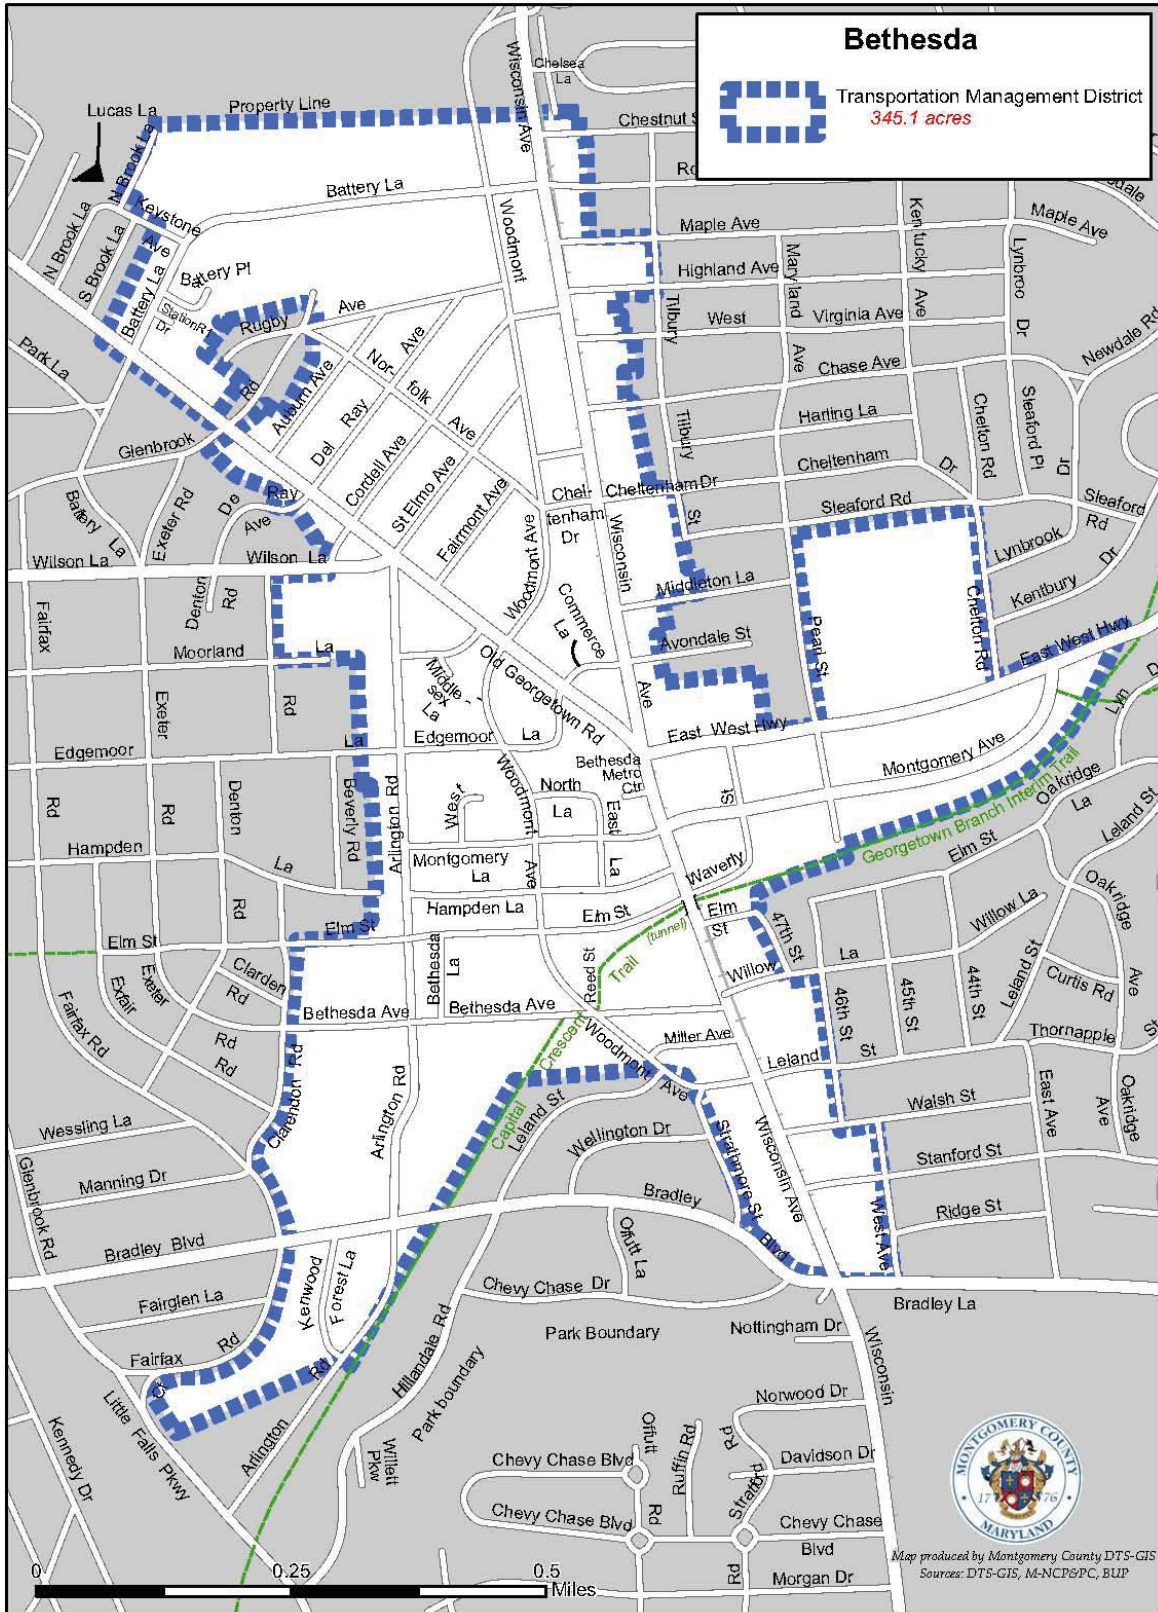 Bethesda
Transportation Management District
345.1 acres
Lucas La
Property Line
Wisconsin Ave
Chelsea La
Chestnut S
N Brook La
Battery La
Keystone Ave
N Brook La
S Brook La
Battery La
Battery Pl
Woodmont
Maple Ave
Kentucky Ave
Maple Ave
Lynbroo Dr
Highland Ave
Maryland Ave
Rugby Ave
Tilbury
West Virginia Ave
Newdale Rd
Park La
Auburn Ave
Norfolk Ave
Chase Ave
Rd
Del Ray Ave
Harling La
Chelton Rd
Sleaford Pl
Glenbrook
Cordell Ave
Tilbury St
Cheltenham Dr
Battery La
Exeter Rd
De Ray Ave
St Elmo Ave
Fairmont Ave
Cheltenham Dr
Cheltenham Dr
Sleaford Rd
Sleaford Rd
Wilson La
Wilson La
Woodmont Ave
Wisconsin Ave
Lynbrook Dr
Kentbury Dr
Fairfax Rd
Denton Rd
Middleton La
Commerce La
Chelton Rd
Pearl St
Avondale St
East West Hwy
Moorland La
Middlesex La
Old Georgetown Rd
Exeter Rd
Rd
Edgemoor La
Edgemoor La
East West Hwy
Montgomery Ave
Lyn D
Bethesda Metro Ctr
Woodmont Ave
North La
East La
West
Denton Rd
Beverly Rd
Arlington Rd
St
Oakridge La
Georgetown Branch Interim Trail
Leland St
Hampden La
Montgomery La
Waverly
Elm St
Hampden La
Elm St
Elm St
47th St
Willow La
Oakridge Ave
Elm St
Elm St
(tunnel)
Trail
Willow La
Leland St
Clarden Rd
Exeter Rd
Exfair Rd
Bethesda La
Reed St
46th St
45th St
44th St
Curtis Rd
Fairfax Rd
Bethesda Ave
Bethesda Ave
Woodmont Ave
Miller Ave
Leland St
Thornapple St
Clarendon Rd
Arlington Rd
Capital Crescent
Leland St
East Ave
Oakridge Ave
Walsh St
Wessling La
Wellington Dr
Strathmore St
Wisconsin Ave
Stanford St
Manning Dr
Glenbrook Rd
Bradley Blvd
Bradley Blvd
West Ave
Ridge St
Offutt La
Kenwood
Forest La
Chevy Chase Dr
Bradley La
Fairglen La
Hillandale Rd
Park Boundary
Nottingham Dr
Fairfax Rd
Ct
Rd
Park boundary
Wisconsin
Little Falls Pkwy
Arlington
Norwood Dr
Kennedy Dr
Willett Pkw
Offutt Rd
Ruffin Rd
Stratford Rd
Davidson Dr
Chevy Chase Blvd
Chevy Chase Blvd
Chevy Chase Blvd
Rd
Morgan Dr
MONTGOMERY COUNTY
17 76
MARYLAND
Map produced by Montgomery County DTS-GIS
Sources: DTS-GIS, M-NCP&PC, BUP
0 0.25 0.5
Miles